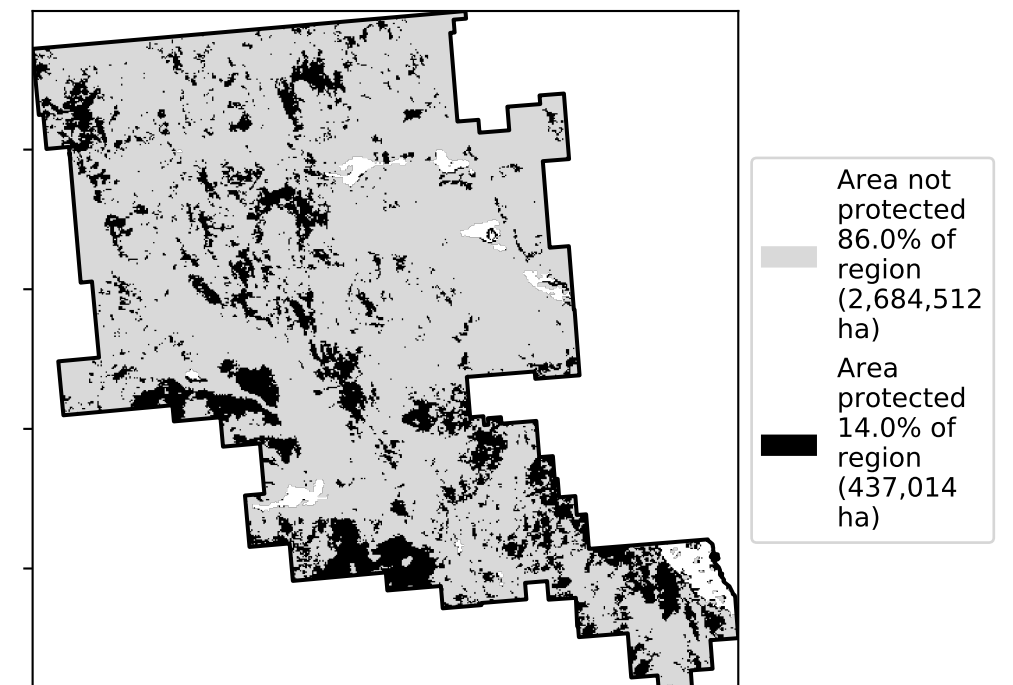 Area not
protected
86.0% of
region
(2,684,512
ha)
Area
protected
14.0% of
region
(437,014
ha)